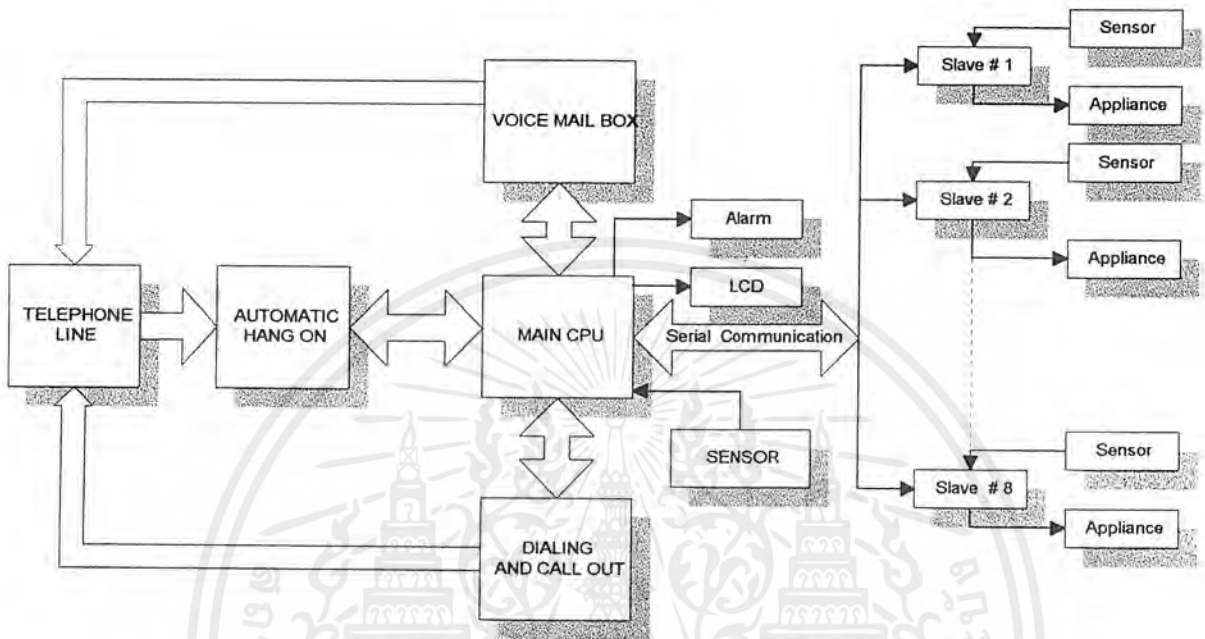 Sensor
Slave # 1
Appliance
VOICE MAIL BOX
Sensor
Slave # 2
Alarm
Appliance
LCD
TELEPHONE
LINE
AUTOMATIC
HANG ON
MAIN CPU
Serial Communication
SENSOR
Sensor
Slave # 8
Appliance
DIALING
AND CALL OUT